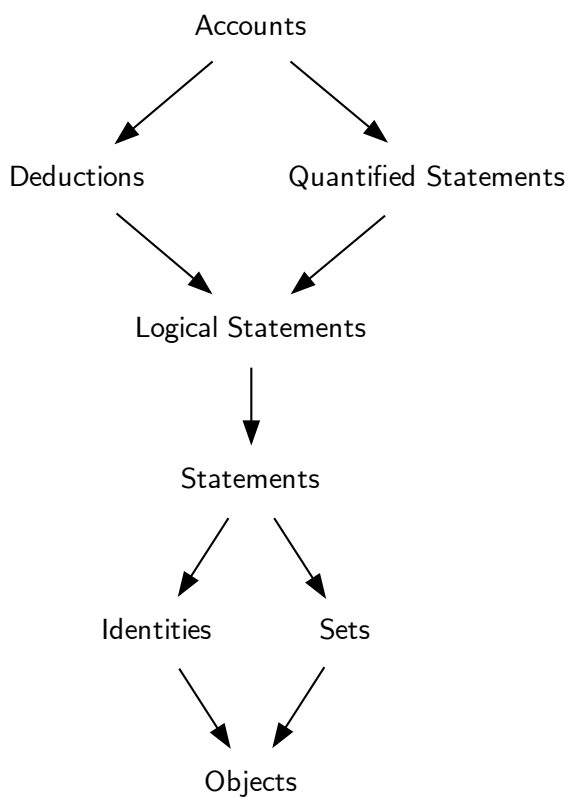 Accounts
Deductions
Quantified Statements
Logical Statements
Statements
Identities
Sets
Objects